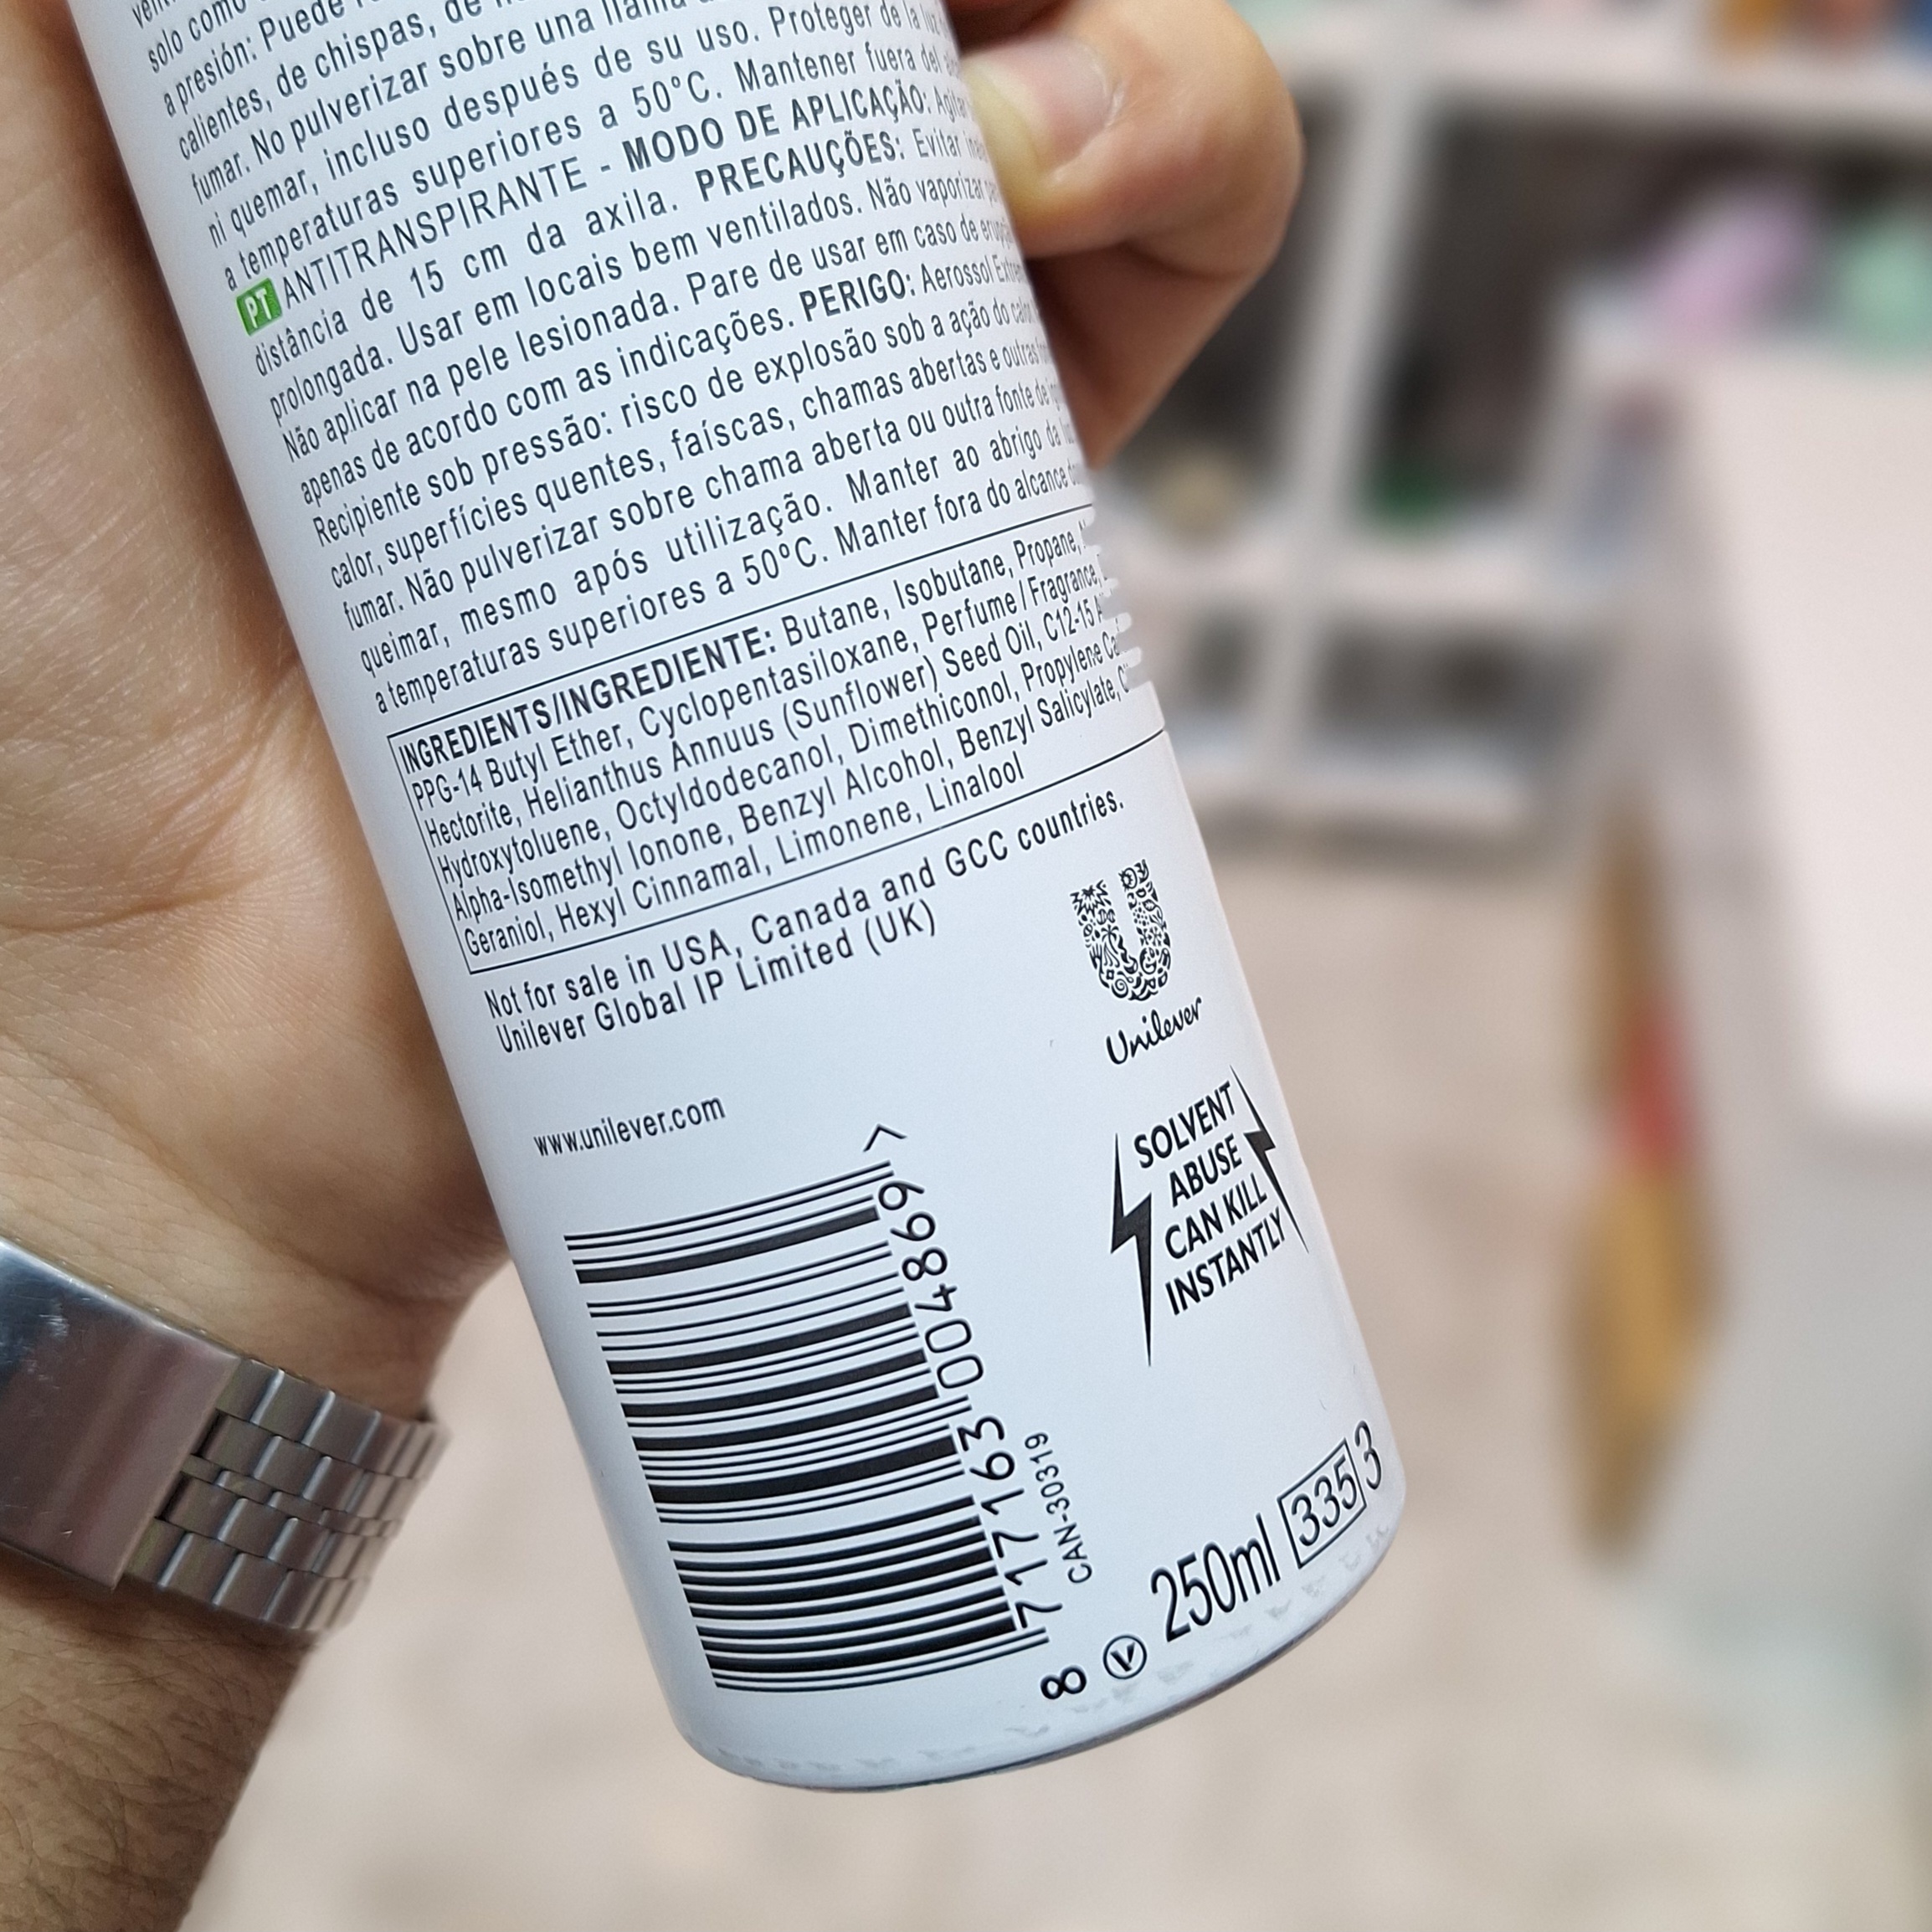 solo como
a presión: Puede
calientes, de chispas, de
fumar. No pulverizar sobre una llama
ni quemar, incluso después de su uso. Proteger de la luz
a temperaturas superiores a 50°C. Mantener fuera del
PT ANTITRANSPIRANTE - MODO DE APLICAÇÃO: Agitar
distância de 15 cm da axila. PRECAUÇÕES: Evitar
prolongada. Usar em locais bem ventilados. Não vaporizar
Não aplicar na pele lesionada. Pare de usar em caso de
apenas de acordo com as indicações. PERIGO: Aerossol
Recipiente sob pressão: risco de explosão sob a ação do calor
calor, superfícies quentes, faíscas, chamas abertas e outras
fumar. Não pulverizar sobre chama aberta ou outra fonte de
queimar, mesmo após utilização. Manter ao abrigo da
a temperaturas superiores a 50°C. Manter fora do alcance
INGREDIENTS/INGREDIENTE: Butane, Isobutane, Propane,
PPG-14 Butyl Ether, Cyclopentasiloxane, Perfume / Fragrance,
Hectorite, Helianthus Annuus (Sunflower) Seed Oil, C12-15
Hydroxytoluene, Octyldodecanol, Dimethiconol, Propylene
Alpha-Isomethyl Ionone, Benzyl Alcohol, Benzyl Salicylate,
Geraniol, Hexyl Cinnamal, Limonene, Linalool
Not for sale in USA, Canada and GCC countries.
Unilever Global IP Limited (UK)
Unilever
www.unilever.com
SOLVENT
ABUSE
CAN KILL
INSTANTLY
8 717163 004869 >
CAN-30319
V
250ml 335 3